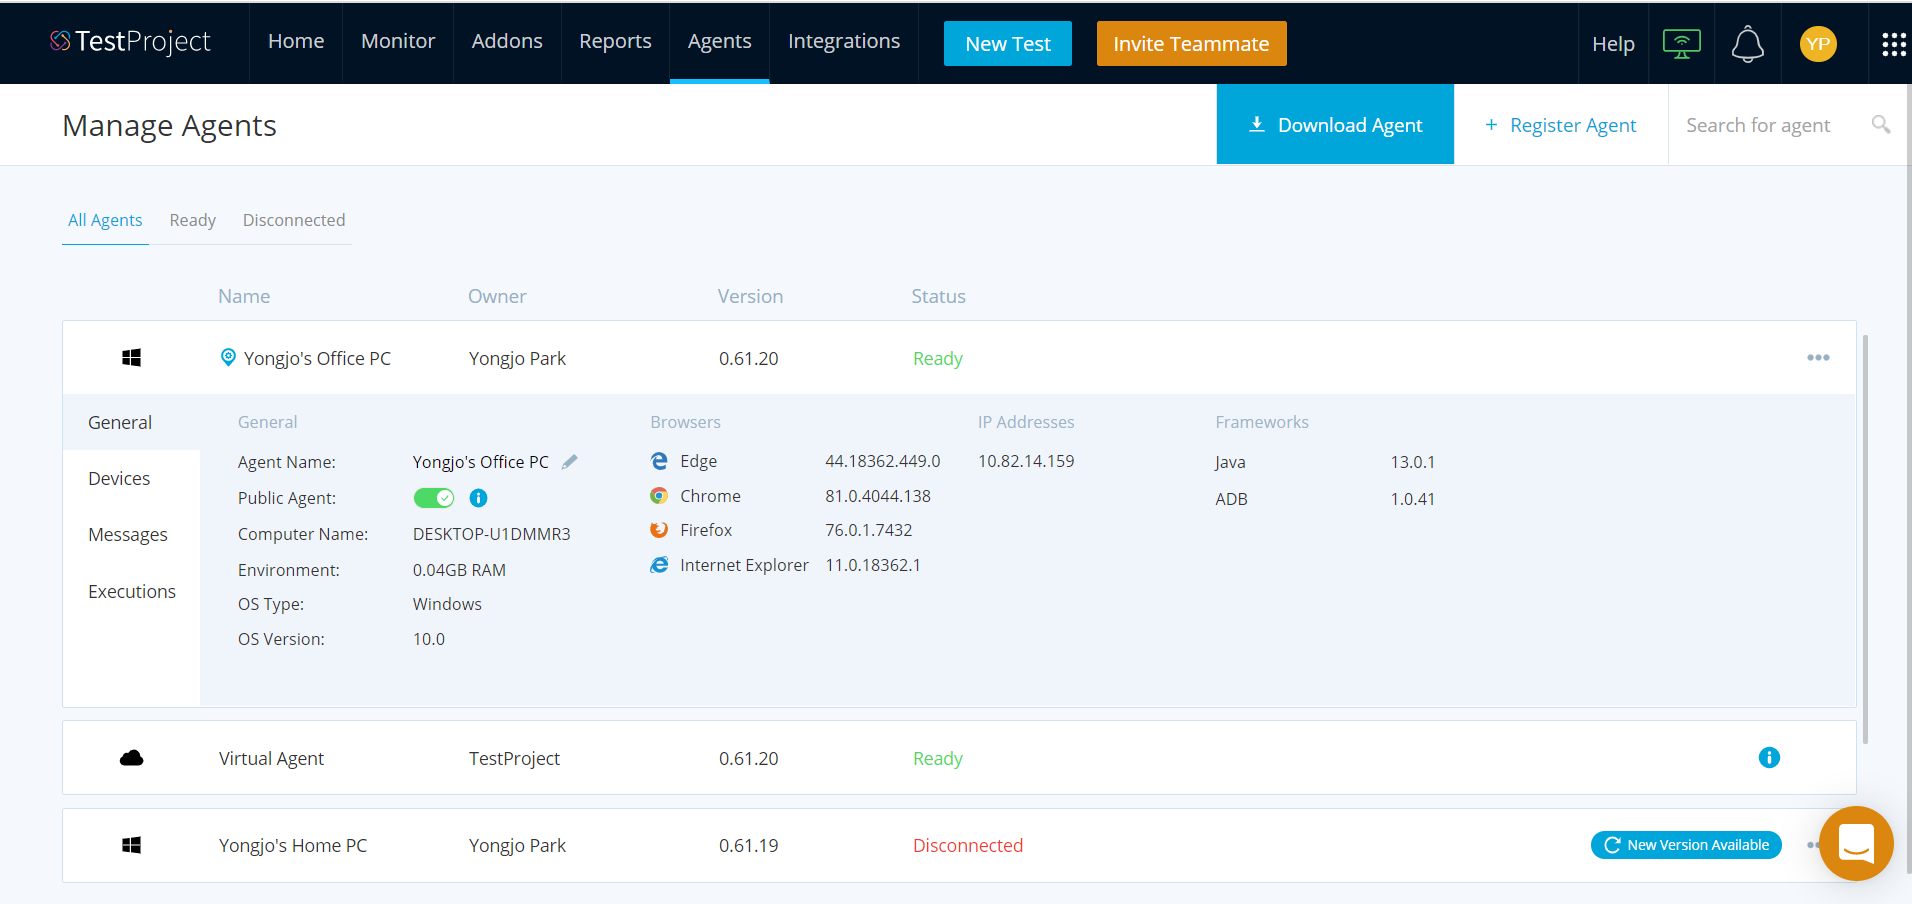 TestProject Home Monitor Addons Reports Agents Integrations New Test Invite Teammate Help YP
Manage Agents Download Agent + Register Agent Search for agent
All Agents Ready Disconnected
Name Owner Version Status
Yongjo's Office PC Yongjo Park 0.61.20 Ready
General General Browsers IP Addresses Frameworks
Agent Name: Yongjo's Office PC Edge 44.18362.449.0 10.82.14.159 Java 13.0.1
Devices Public Agent: Chrome 81.0.4044.138 ADB 1.0.41
Messages Computer Name: DESKTOP-U1DMMR3 Firefox 76.0.1.7432
Environment: 0.04GB RAM Internet Explorer 11.0.18362.1
Executions OS Type: Windows
OS Version: 10.0
Virtual Agent TestProject 0.61.20 Ready
Yongjo's Home PC Yongjo Park 0.61.19 Disconnected New Version Available